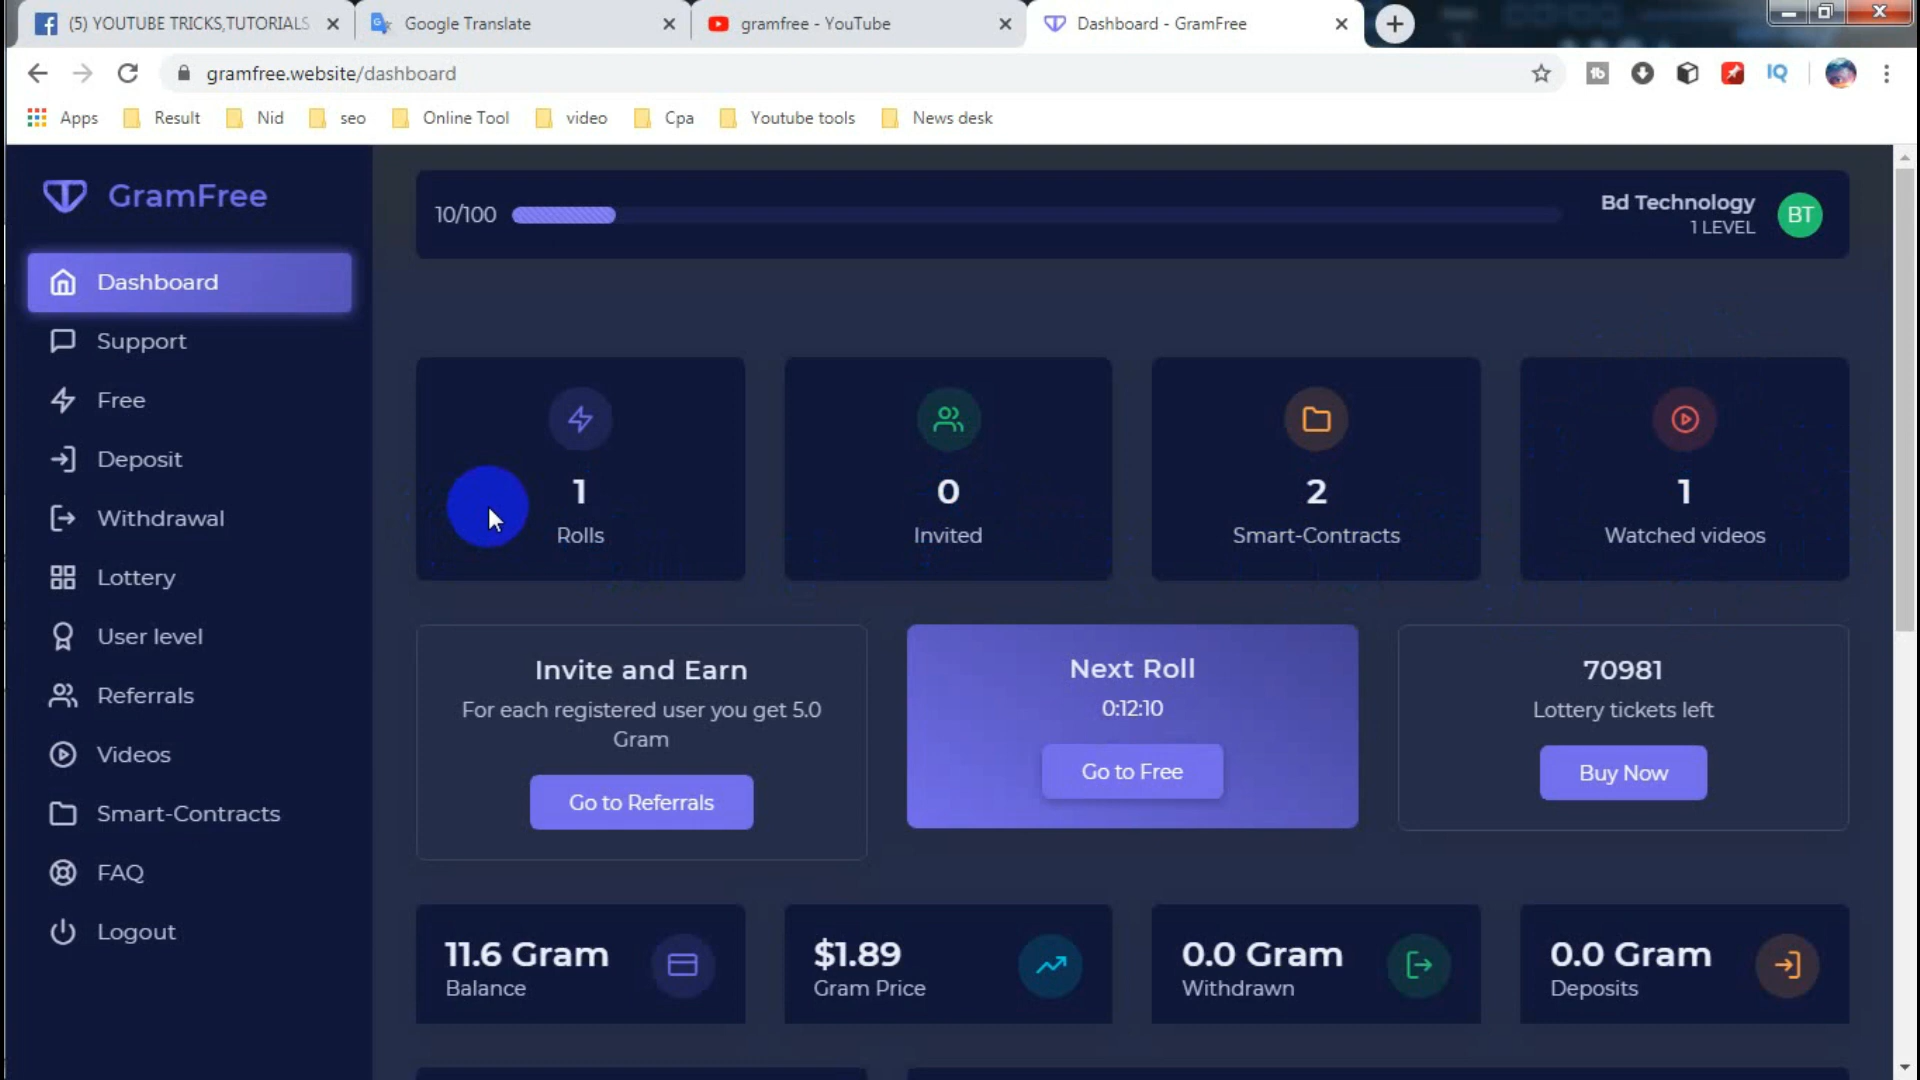 (5) YOUTUBE TRICKS,TUTORIALS
Google Translate
gramfree - YouTube
Dashboard - GramFree
gramfree.website/dashboard
Apps
Result
Nid
seo
Online Tool
video
Cpa
Youtube tools
News desk
tb
IQ
GramFree
Dashboard
Support
Free
Deposit
Withdrawal
Lottery
User level
Referrals
Videos
Smart-Contracts
FAQ
Logout
10/100
Bd Technology
1 LEVEL
BT
1
Rolls
0
Invited
2
Smart-Contracts
1
Watched videos
Invite and Earn
For each registered user you get 5.0
Gram
Go to Referrals
Next Roll
0:12:10
Go to Free
70981
Lottery tickets left
Buy Now
11.6 Gram
Balance
$1.89
Gram Price
0.0 Gram
Withdrawn
0.0 Gram
Deposits